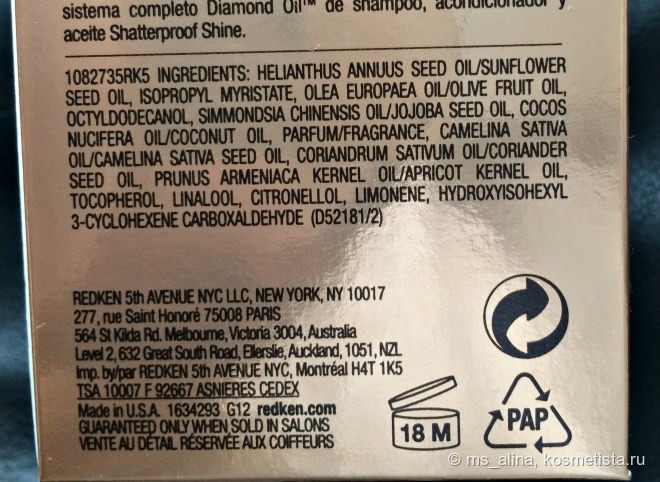 sistema completo Diamond Oil™ de shampoo, acondicionador y
aceite Shatterproof Shine.
1082735RK5 INGREDIENTS: HELIANTHUS ANNUUS SEED OIL/SUNFLOWER
SEED OIL, ISOPROPYL MYRISTATE, OLEA EUROPAEA OIL/OLIVE FRUIT OIL,
OCTYLDODECANOL, SIMMONDSIA CHINENSIS OIL/JOJOBA SEED OIL, COCOS
NUCIFERA OIL/COCONUT OIL, PARFUM/FRAGRANCE, CAMELINA SATIVA
OIL/CAMELINA SATIVA SEED OIL, CORIANDRUM SATIVUM OIL/CORIANDER
SEED OIL, PRUNUS ARMENIACA KERNEL OIL/APRICOT KERNEL OIL,
TOCOPHEROL, LINALOOL, CITRONELLOL, LIMONENE, HYDROXYISOHEXYL
3-CYCLOHEXENE CARBOXALDEHYDE (D52181/2)
REDKEN 5th AVENUE NYC LLC, NEW YORK, NY 10017
277, rue Saint Honoré 75008 PARIS
564 St Kilda Rd. Melbourne, Victoria 3004, Australia
Level 2, 632 Great South Road, Ellerslie, Auckland, 1051, NZL
Imp. by/par REDKEN 5th AVENUE NYC, Montréal H4T 1K5
TSA 10007 F 92667 ASNIERES CEDEX
Made in U.S.A. 1634293 G12 redken.com
GUARANTEED ONLY WHEN SOLD IN SALONS
VENTE AU DÉTAIL RÉSERVÉE AUX COIFFEURS
18 M
PAP
© ms_alina, kosmetista.ru